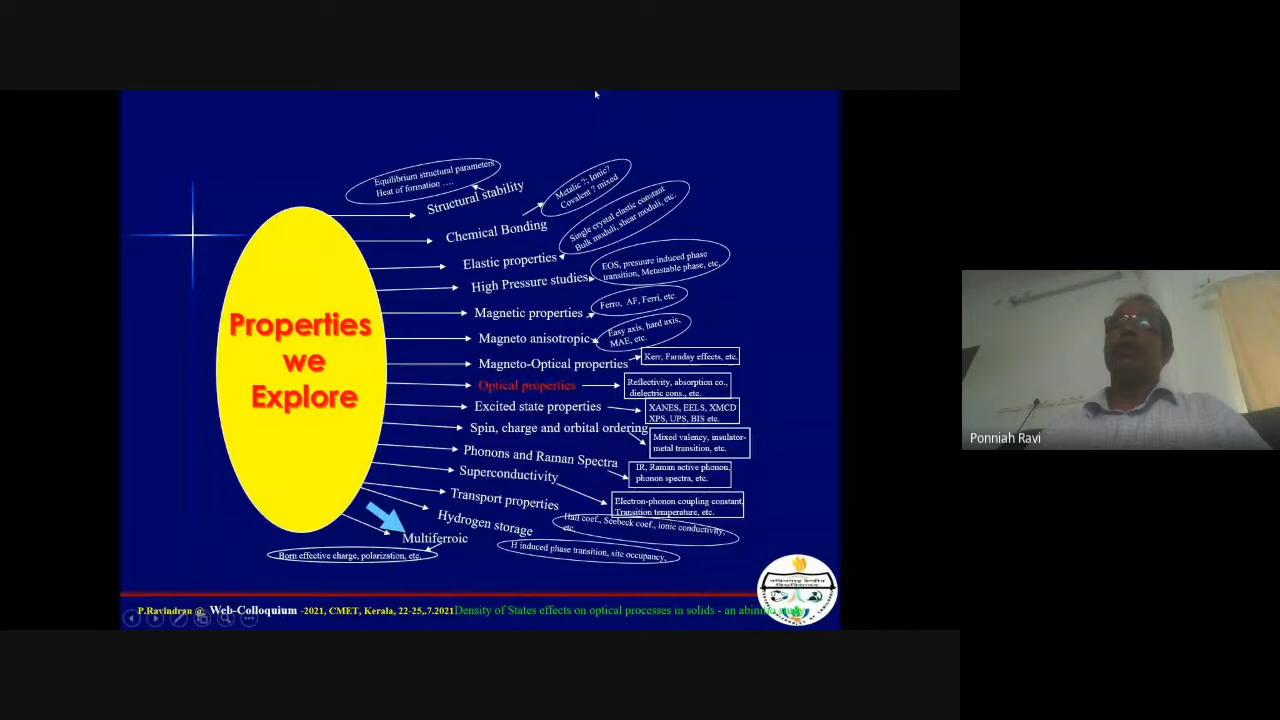 Equilibrium structural parameters
Heat of formation ....
Structural stability
Metalic ?: Ionic?
Covalent ? mixed
Chemical Bonding
Single crystal elastic constant
Bulk moduli, shear moduli, etc.
Elastic properties
EOS, presuure induced phase
transition, Metastable phase, etc.
High Pressure studies
Ferro, AF, Ferri, etc.
Magnetic properties
Easy axis, hard axis,
MAE, etc.
Magneto anisotropic
Magneto-Optical properties
Kerr, Faraday effects, etc.
Properties
we
Explore
Optical properties
Reflectivity, absorption co.,
dielectric cons., etc.
Excited state properties
XANES, EELS, XMCD
XPS, UPS, BIS etc.
Spin, charge and orbital ordering
Mixed valency, insulator-
metal transition, etc.
Phonons and Raman Spectra
IR, Raman active phonon,
phonon spectra, etc.
Superconductivity
Electron-phonon coupling constant,
Transition temperature, etc.
Transport properties
Hall coef., Seebeck coef., ionic conductivity,
etc.
Hydrogen storage
H induced phase transition, site occupancy,
Multiferroic
Born effective charge, polarization, etc.
P.Ravindran @ Web-Colloquium -2021, CMET, Kerala, 22-25,.7.2021 Density of States effects on optical processes in solids - an
Ponniah Ravi